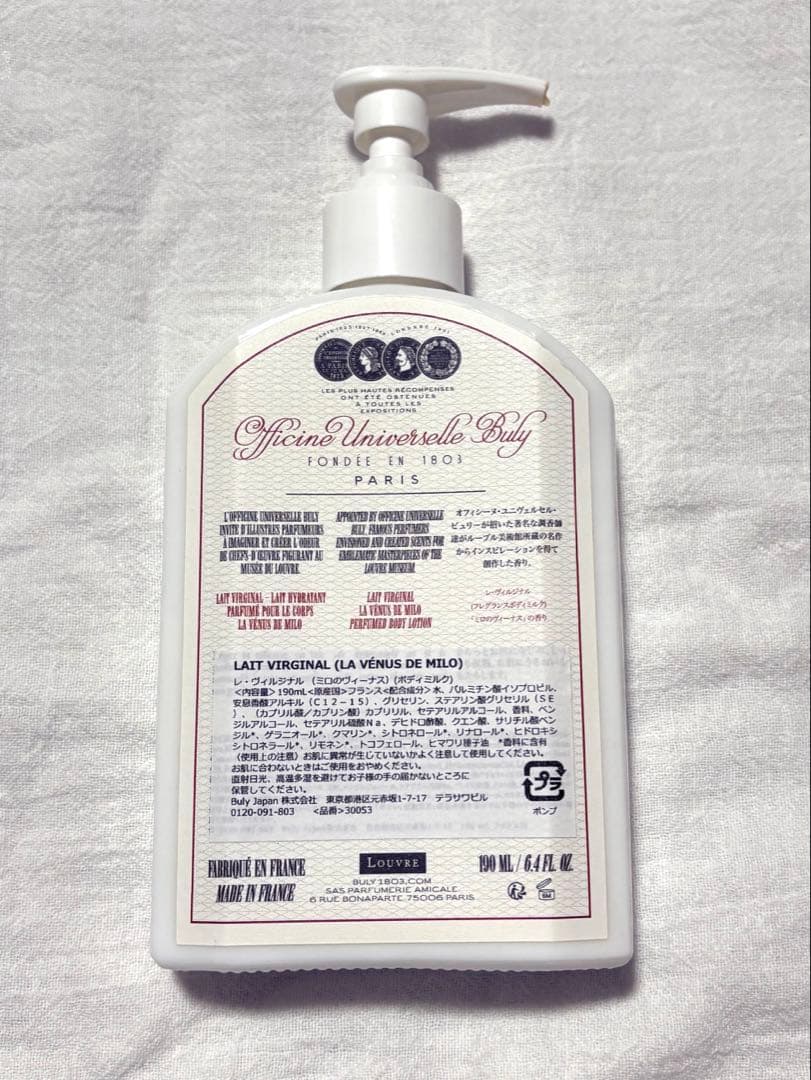 PARIS 1823·1827·1884 LONDRES 1851
LES PLUS HAUTES RÉCOMPENSES
ONT ÉTÉ OBTENUES
A TOUTES LES
EXPOSITIONS
Officine Universelle Buly
FONDÉE EN 1803
PARIS
L'OFFICINE UNIVERSELLE BULY
INVITE D'ILLUSTRES PARFUMEURS
À IMAGINER ET CRÉER L'ODEUR
DE CHEFS-D'ŒUVRE FIGURANT AU
MUSÉE DU LOUVRE
APPOINTED BY OFFICINE UNIVERSELLE
BULY, FAMOUS PERFUMERS
ENVISIONED AND CREATED SCENTS FOR
EMBLEMATIC MASTERPIECES OF THE
LOUVRE MUSEUM
オフィシーヌ・ユニヴェルセル・
ビュリーが招いた著名な調香師
達がルーブル美術館所蔵の名作
からインスピレーションを得て
創作した香り。
LAIT VIRGINAL - LAIT HYDRATANT
PARFUMÉ POUR LE CORPS
LA VÉNUS DE MILO
LAIT VIRGINAL
LA VÉNUS DE MILO
PERFUMED BODY LOTION
レ・ヴィルジナル
(フレグランスボディミルク)
「ミロのヴィーナス」の香り
LAIT VIRGINAL (LA VÉNUS DE MILO)
レ・ヴィルジナル (ミロのヴィーナス) (ボディミルク)
<内容量> 190mL<原産国>フランス<配合成分> 水、パルミチン酸イソプロピル、
安息香酸アルキル (C12-15)、グリセリン、ステアリン酸グリセリル (SE
)、(カプリル酸/カプリン酸) カプリリル、セテアリルアルコール、香料、ベン
ジルアルコール、セテアリル硫酸Na、デヒドロ酢酸、クエン酸、サリチル酸ベン
ジル*、ゲラニオール*、クマリン*、シトロネロール*、リナロール*、ヒドロキシ
シトロネラール*、リモネン*、トコフェロール、ヒマワリ種子油 *香料に含有
(使用上の注意) お肌に異常が生じていないかよく注意して使用してください。
お肌に合わないときはご使用をおやめください。
直射日光、高温多湿を避けてお子様の手の届かないところに
保管してください。
Buly Japan 株式会社 東京都港区元赤坂1-7-17 テラサワビル
0120-091-803 <品番>30053
プラ
ポンプ
FABRIQUÉ EN FRANCE
MADE IN FRANCE
LOUVRE
BULY1803.COM
SAS PARFUMERIE AMICALE
6 RUE BONAPARTE 75006 PARIS
190 ML / 6.4 FL. OZ.